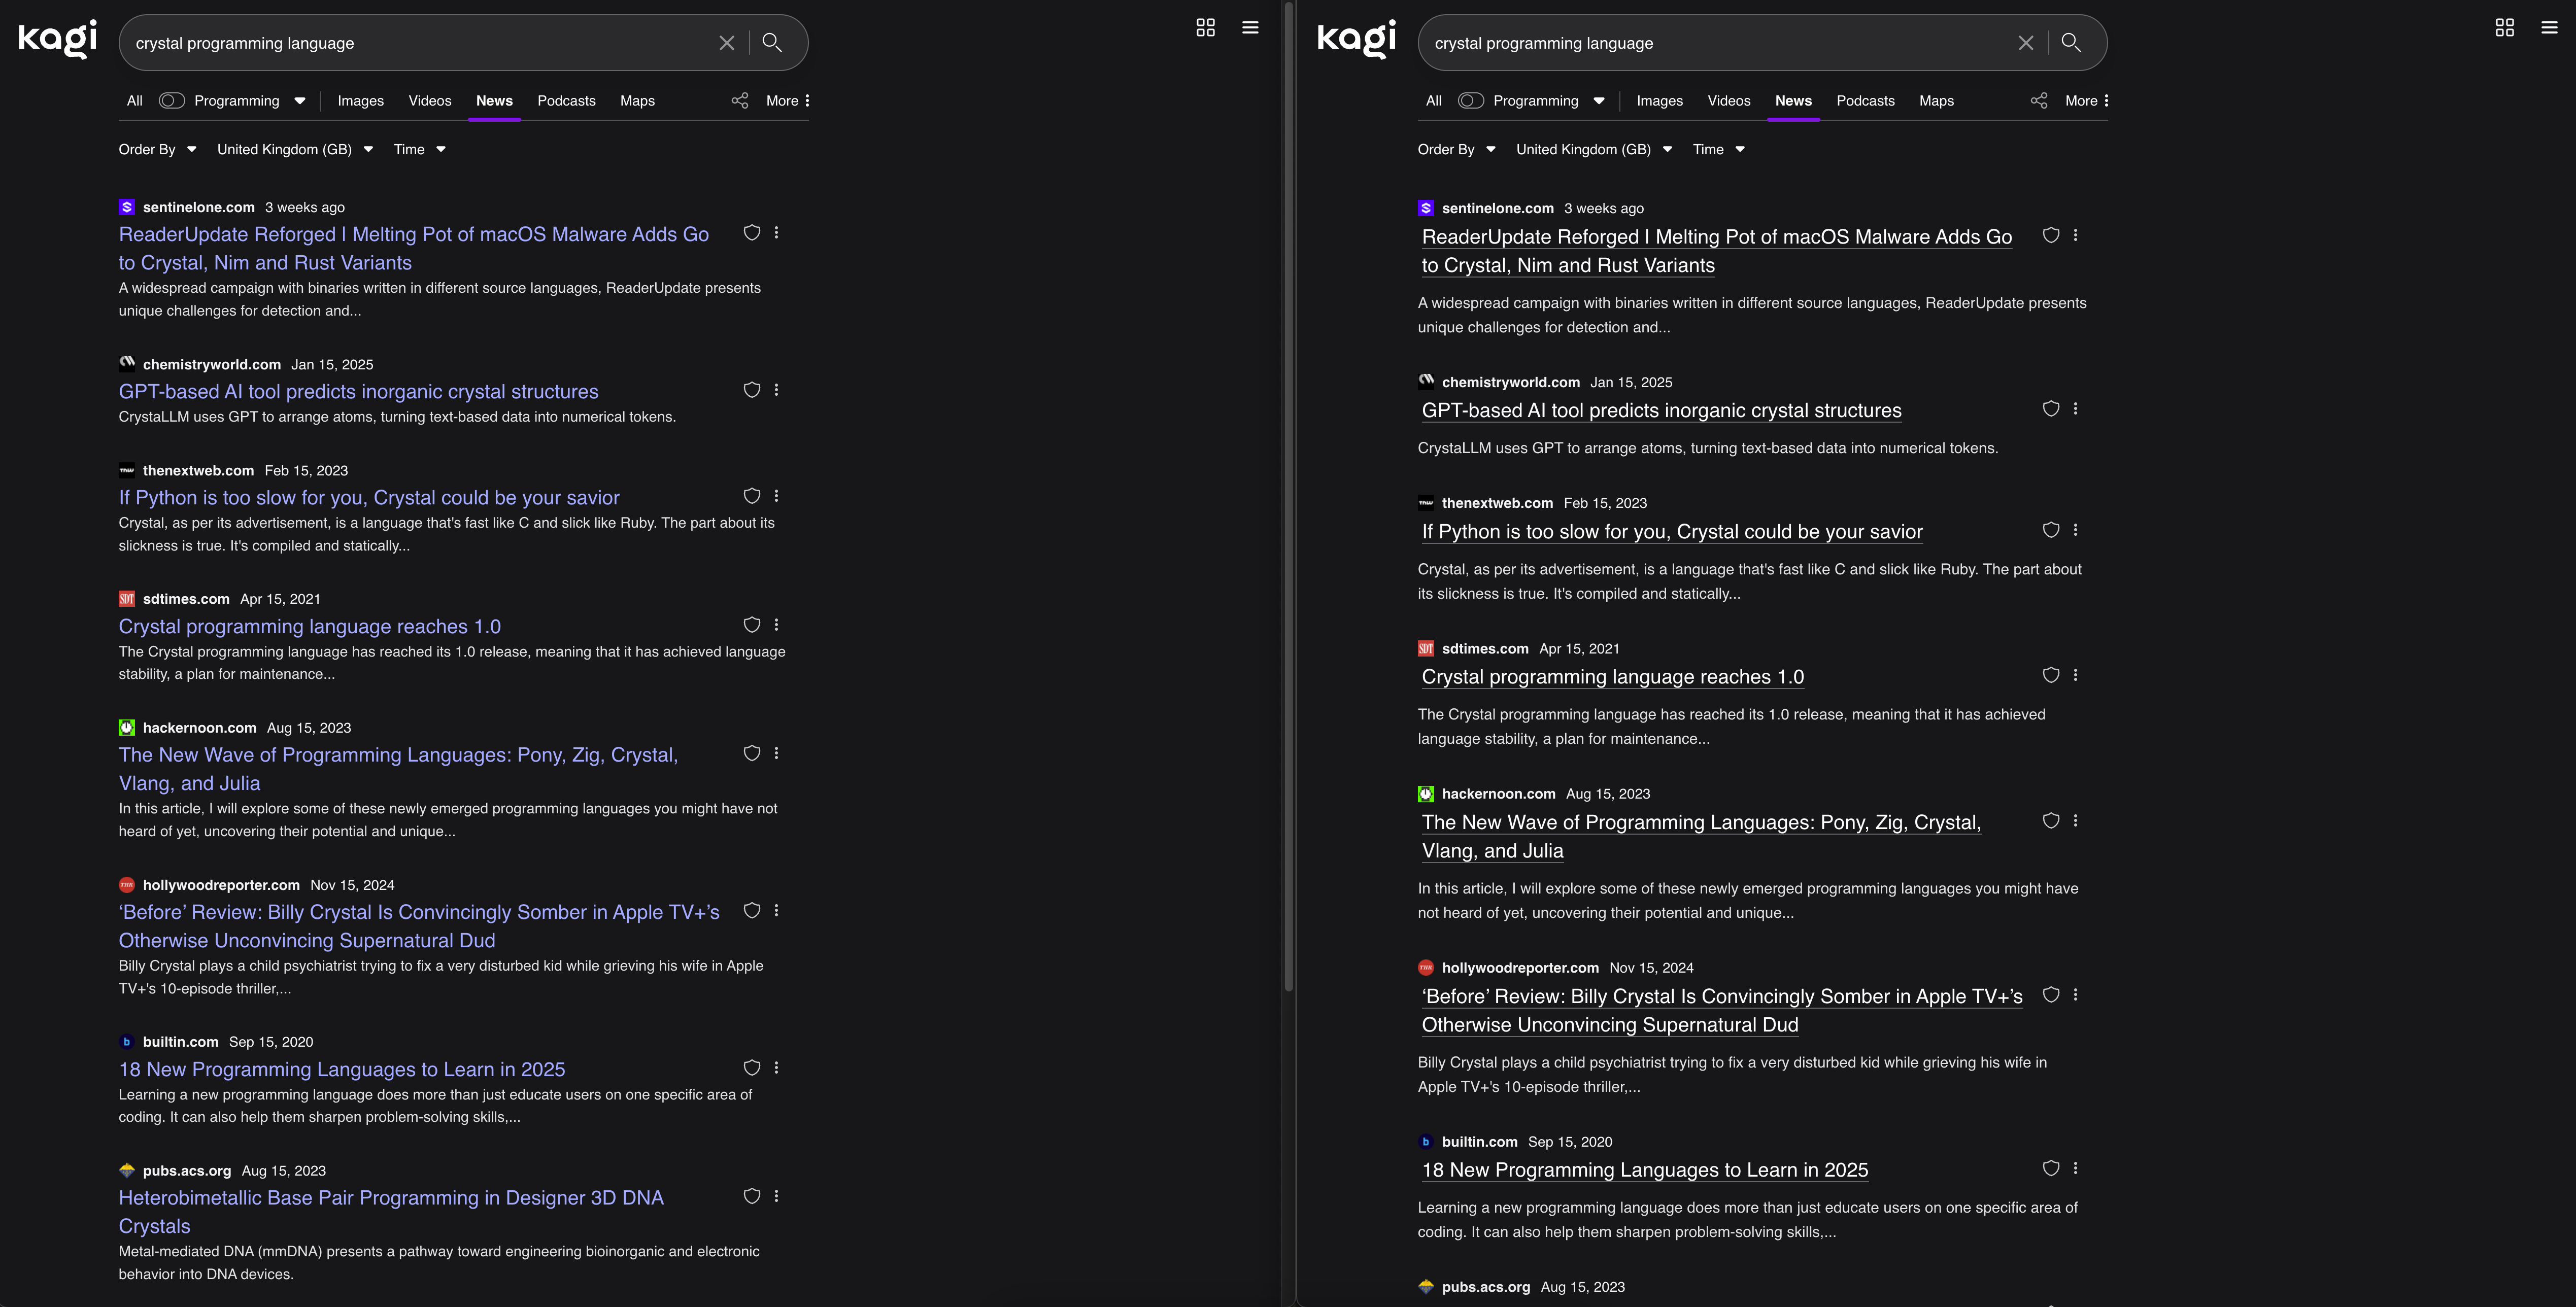 kagi
crystal programming language
All Programming Images Videos News Podcasts Maps More
Order By United Kingdom (GB) Time
sentinelone.com 3 weeks ago
ReaderUpdate Reforged | Melting Pot of macOS Malware Adds Go
to Crystal, Nim and Rust Variants
A widespread campaign with binaries written in different source languages, ReaderUpdate presents
unique challenges for detection and...
chemistryworld.com Jan 15, 2025
GPT-based AI tool predicts inorganic crystal structures
CrystaLLM uses GPT to arrange atoms, turning text-based data into numerical tokens.
TNW
thenextweb.com Feb 15, 2023
If Python is too slow for you, Crystal could be your savior
Crystal, as per its advertisement, is a language that's fast like C and slick like Ruby. The part about its
slickness is true. It's compiled and statically...
SDT
sdtimes.com Apr 15, 2021
Crystal programming language reaches 1.0
The Crystal programming language has reached its 1.0 release, meaning that it has achieved language
stability, a plan for maintenance...
hackernoon.com Aug 15, 2023
The New Wave of Programming Languages: Pony, Zig, Crystal,
Vlang, and Julia
In this article, I will explore some of these newly emerged programming languages you might have not
heard of yet, uncovering their potential and unique...
THR
hollywoodreporter.com Nov 15, 2024
‘Before’ Review: Billy Crystal Is Convincingly Somber in Apple TV+’s
Otherwise Unconvincing Supernatural Dud
Billy Crystal plays a child psychiatrist trying to fix a very disturbed kid while grieving his wife in Apple
TV+'s 10-episode thriller,...
b
builtin.com Sep 15, 2020
18 New Programming Languages to Learn in 2025
Learning a new programming language does more than just educate users on one specific area of
coding. It can also help them sharpen problem-solving skills,...
pubs.acs.org Aug 15, 2023
Heterobimetallic Base Pair Programming in Designer 3D DNA
Crystals
Metal-mediated DNA (mmDNA) presents a pathway toward engineering bioinorganic and electronic
behavior into DNA devices.
kagi
crystal programming language
All Programming Images Videos News Podcasts Maps More
Order By United Kingdom (GB) Time
sentinelone.com 3 weeks ago
ReaderUpdate Reforged | Melting Pot of macOS Malware Adds Go
to Crystal, Nim and Rust Variants
A widespread campaign with binaries written in different source languages, ReaderUpdate presents
unique challenges for detection and...
chemistryworld.com Jan 15, 2025
GPT-based AI tool predicts inorganic crystal structures
CrystaLLM uses GPT to arrange atoms, turning text-based data into numerical tokens.
TNW
thenextweb.com Feb 15, 2023
If Python is too slow for you, Crystal could be your savior
Crystal, as per its advertisement, is a language that's fast like C and slick like Ruby. The part about
its slickness is true. It's compiled and statically...
SDT
sdtimes.com Apr 15, 2021
Crystal programming language reaches 1.0
The Crystal programming language has reached its 1.0 release, meaning that it has achieved
language stability, a plan for maintenance...
hackernoon.com Aug 15, 2023
The New Wave of Programming Languages: Pony, Zig, Crystal,
Vlang, and Julia
In this article, I will explore some of these newly emerged programming languages you might have
not heard of yet, uncovering their potential and unique...
THR
hollywoodreporter.com Nov 15, 2024
‘Before’ Review: Billy Crystal Is Convincingly Somber in Apple TV+’s
Otherwise Unconvincing Supernatural Dud
Billy Crystal plays a child psychiatrist trying to fix a very disturbed kid while grieving his wife in
Apple TV+'s 10-episode thriller,...
b
builtin.com Sep 15, 2020
18 New Programming Languages to Learn in 2025
Learning a new programming language does more than just educate users on one specific area of
coding. It can also help them sharpen problem-solving skills,...
pubs.acs.org Aug 15, 2023